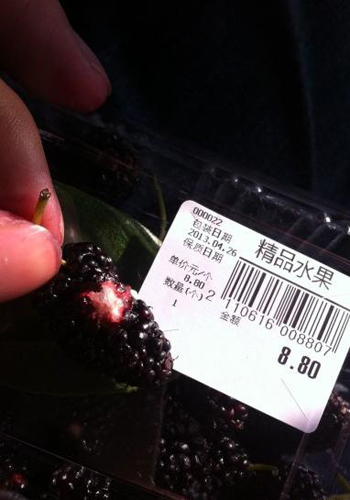 000022
包装日期
2013.04.26
保质日期
精品水果
单价元/个
8.80
数量(个)
1
2
110616 008807
金额
8.80